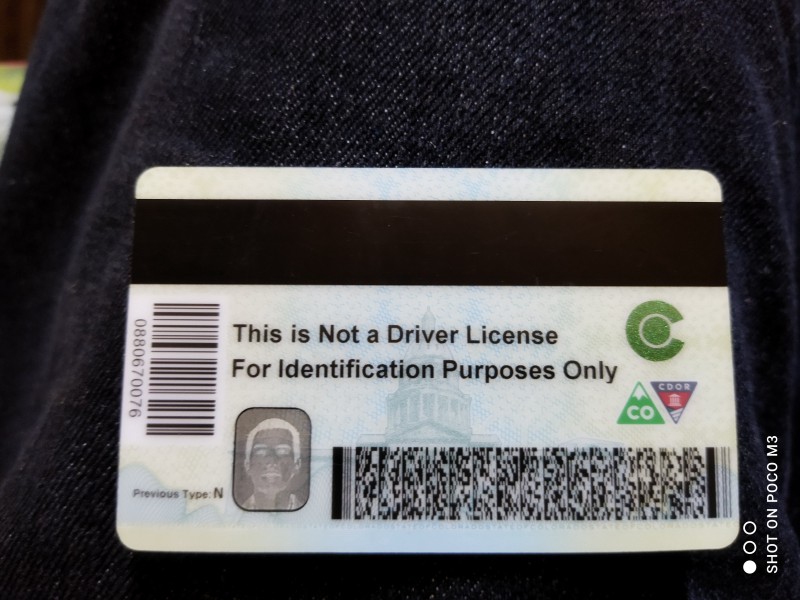 This is Not a Driver License
For Identification Purposes Only
0880670076
CO
CDOR
Previous Type: N
SHOT ON POCO M3